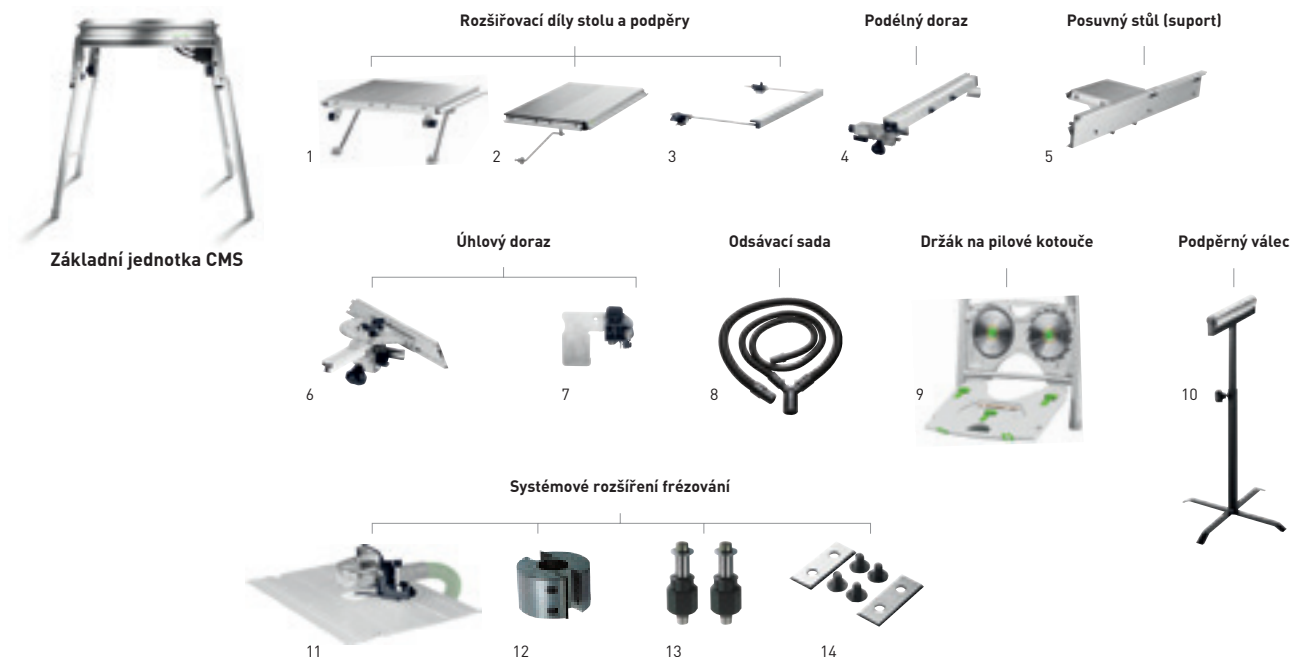 Rozšiřovací díly stolu a podpěry
Podélný doraz
Posuvný stůl (suport)
1
2
3
4
5
Základní jednotka CMS
Úhlový doraz
Odsávací sada
Držák na pilové kotouče
Podpěrný válec
6
7
8
9
10
Systémové rozšíření frézování
11
12
13
14